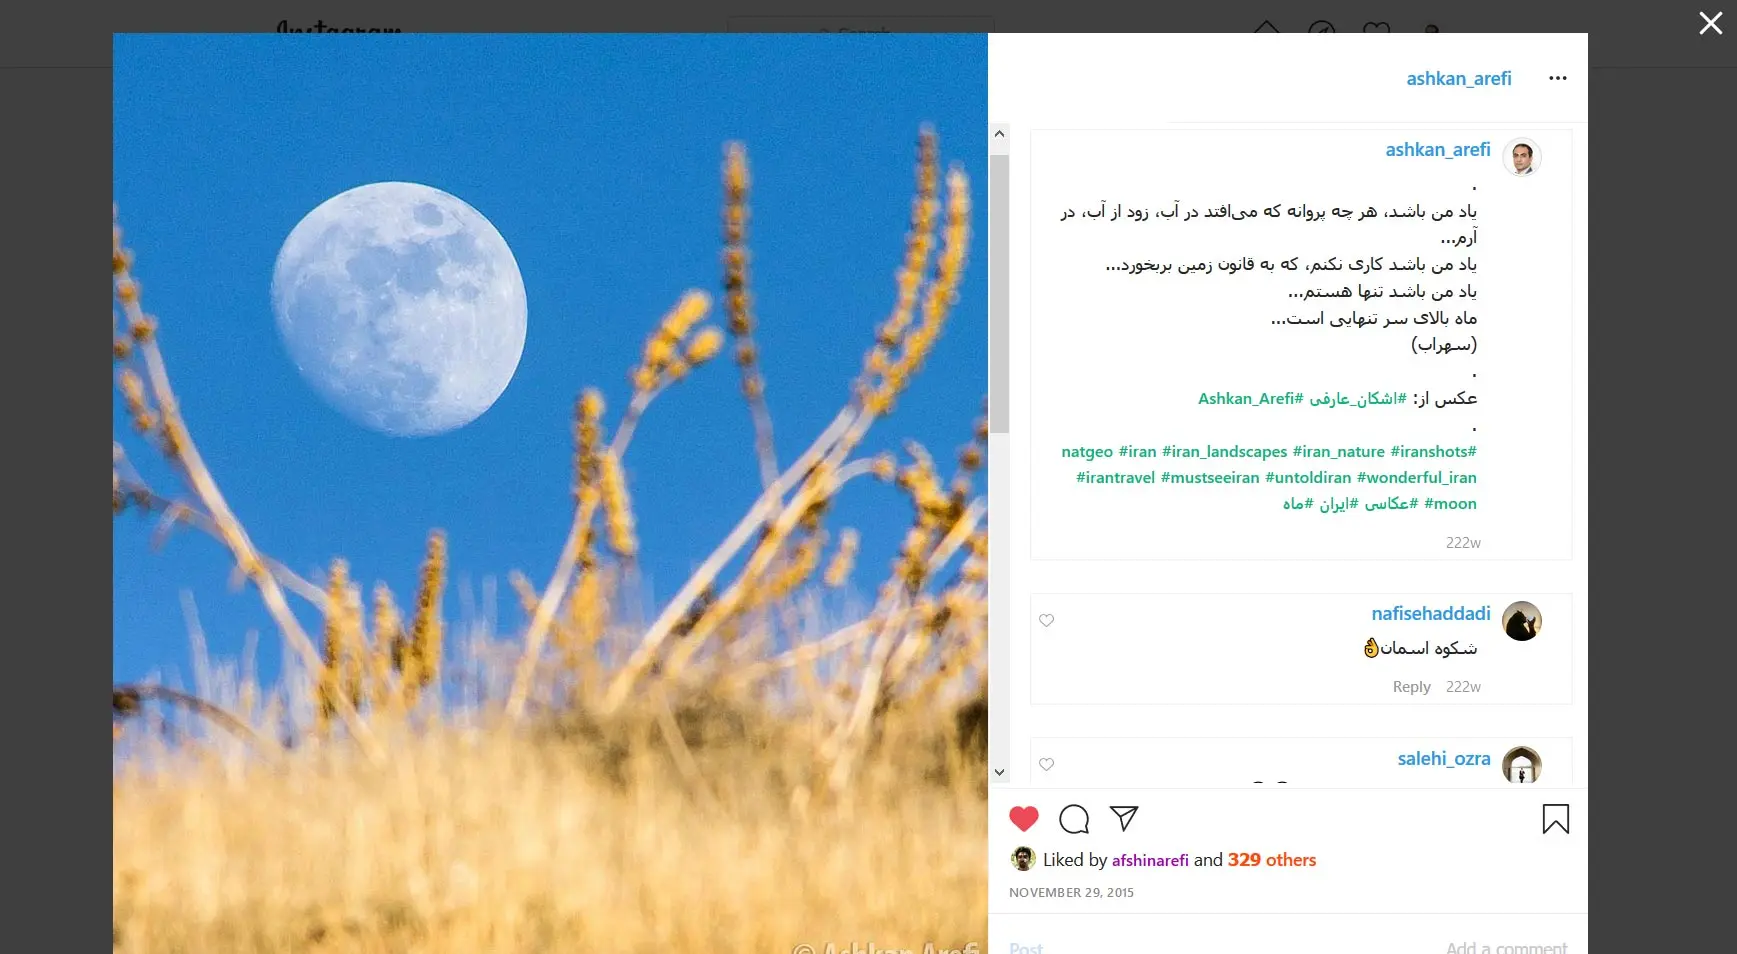 Instagram
Search
ashkan_arefi
ashkan_arefi
.
یاد من باشد، هر چه پروانه که می‌افتد در آب، زود از آب، در
آرم...
یاد من باشد کاری نکنم، که به قانون زمین بربخورد...
یاد من باشد تنها هستم...
ماه بالای سر تنهایی است...
(سهراب)
.
عکس از: #اشکان_عارفی #Ashkan_Arefi
.
#natgeo #iran #iran_landscapes #iran_nature #iranshots
#irantravel #mustseeiran #untoldiran #wonderful_iran
#moon #عکاسی #ایران #ماه
222w
nafisehaddadi
شکوه اسمان👌
Reply 222w
salehi_ozra
Liked by afshinarefi and 329 others
NOVEMBER 29, 2015
Post Add a comment
© Ashkan Arefi